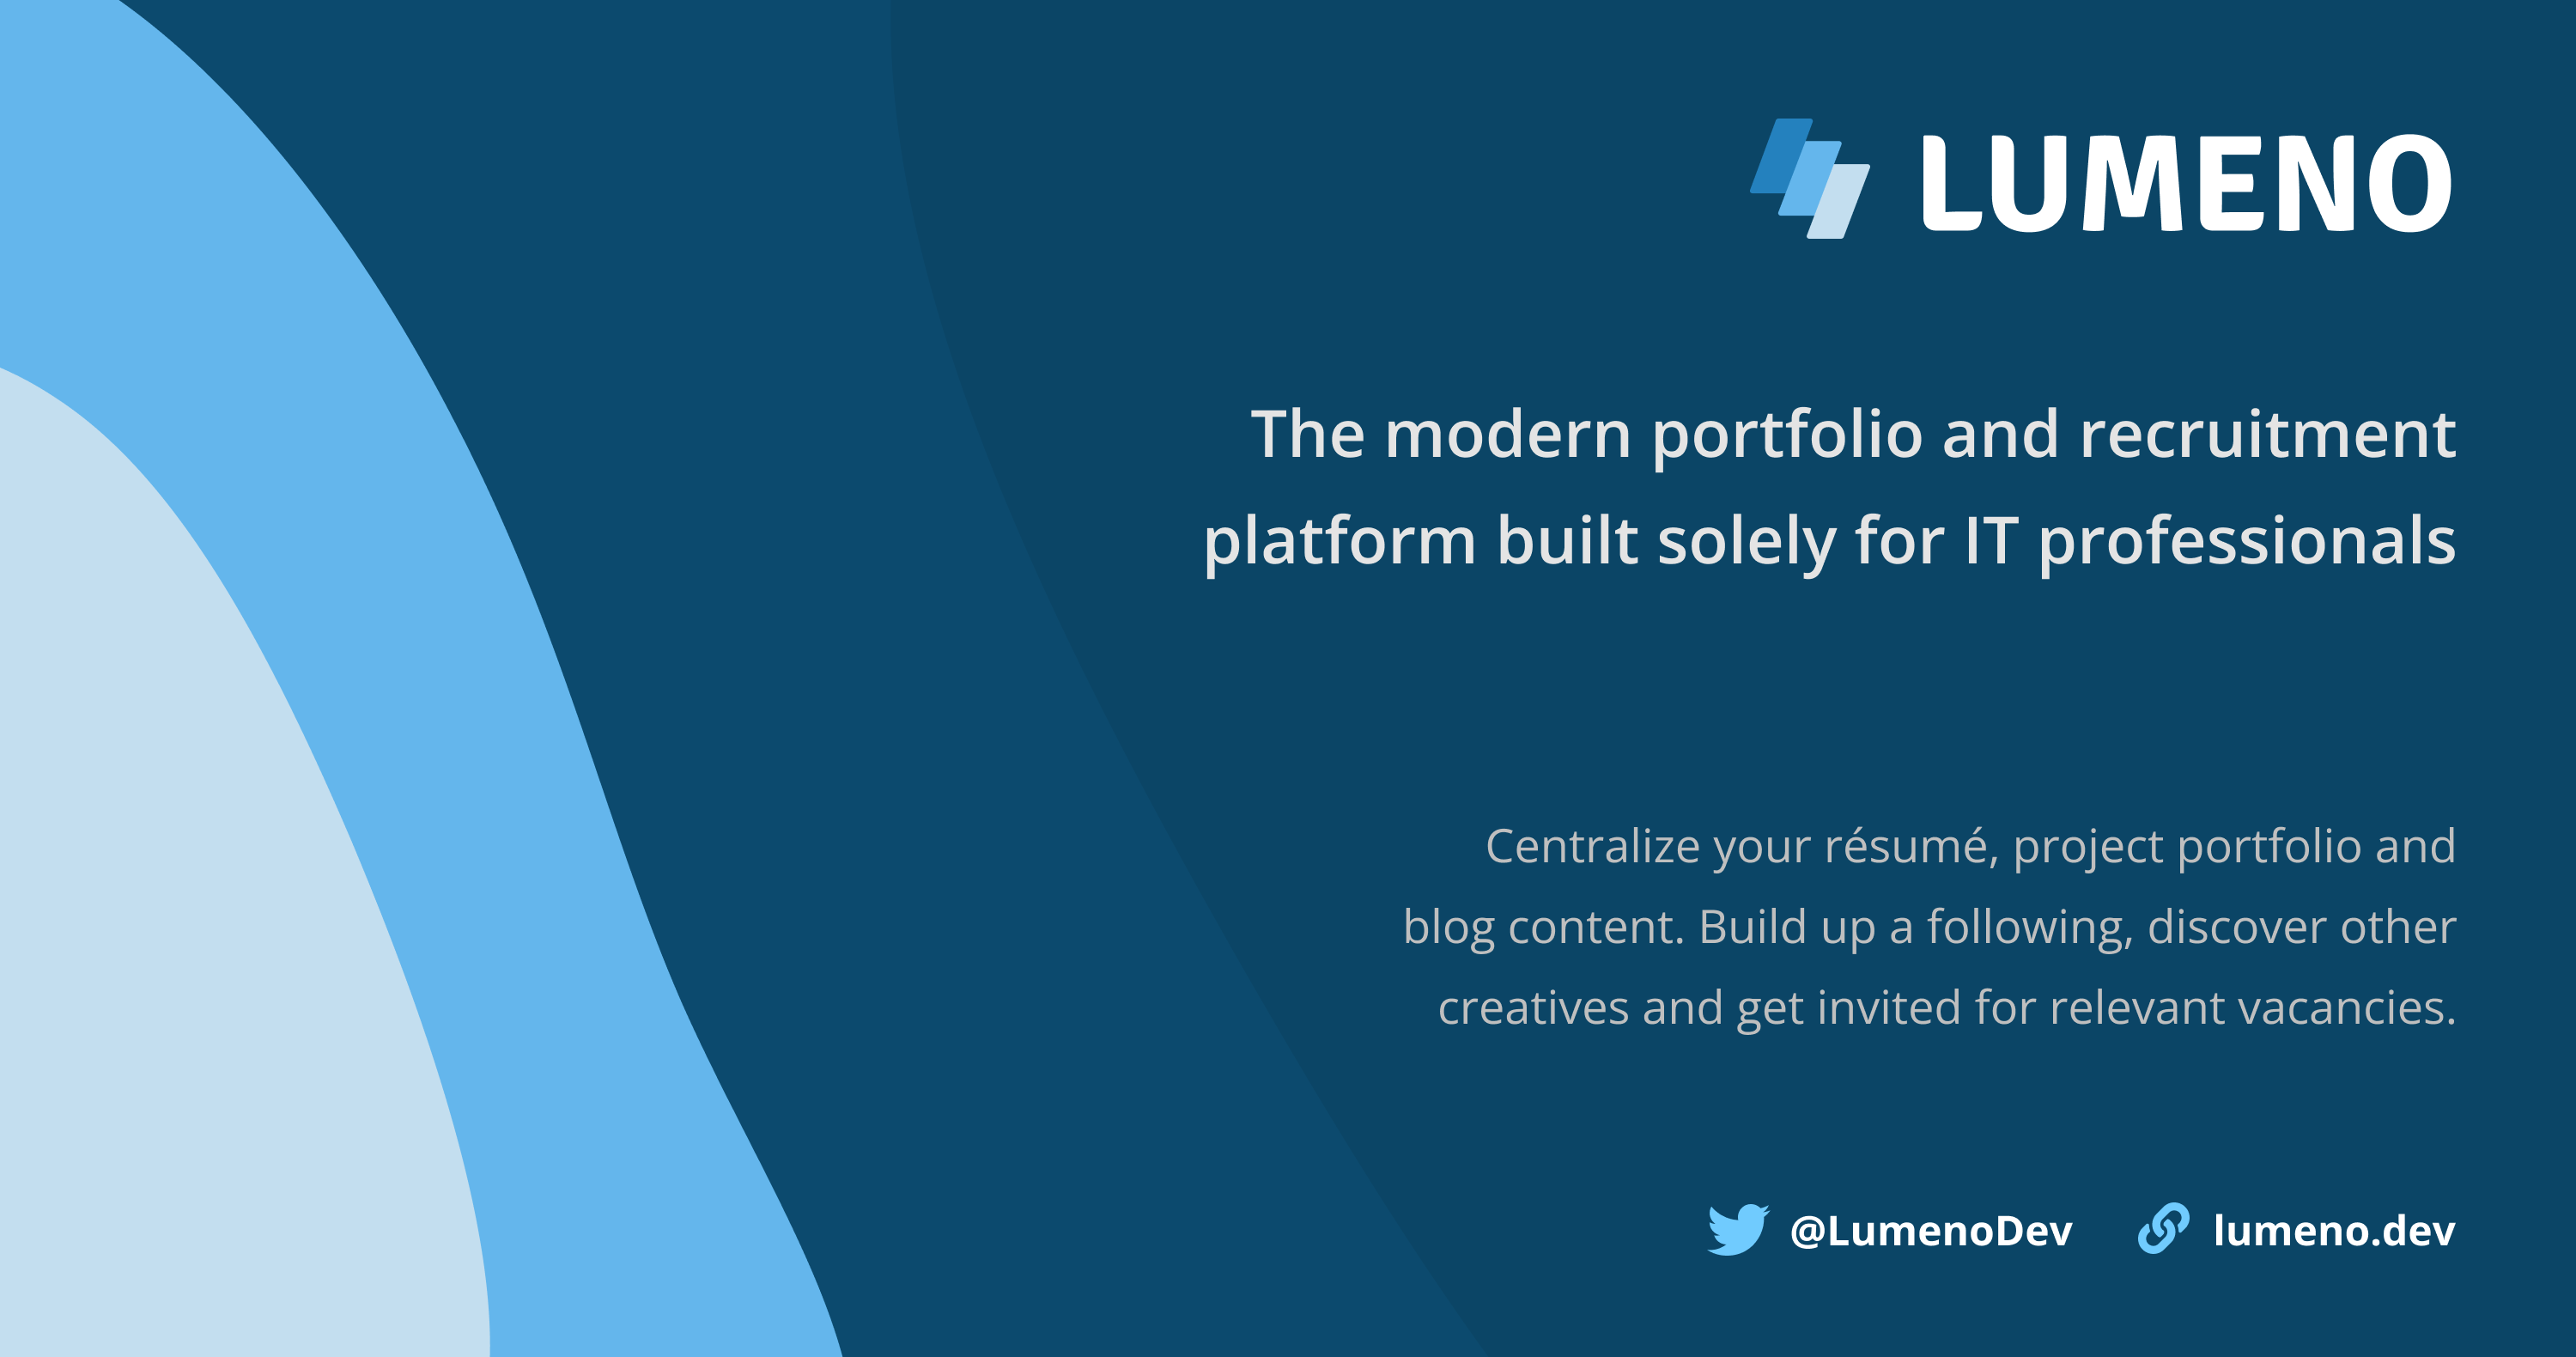 LUMENO
The modern portfolio and recruitment
platform built solely for IT professionals
Centralize your résumé, project portfolio and
blog content. Build up a following, discover other
creatives and get invited for relevant vacancies.
@LumenoDev lumeno.dev